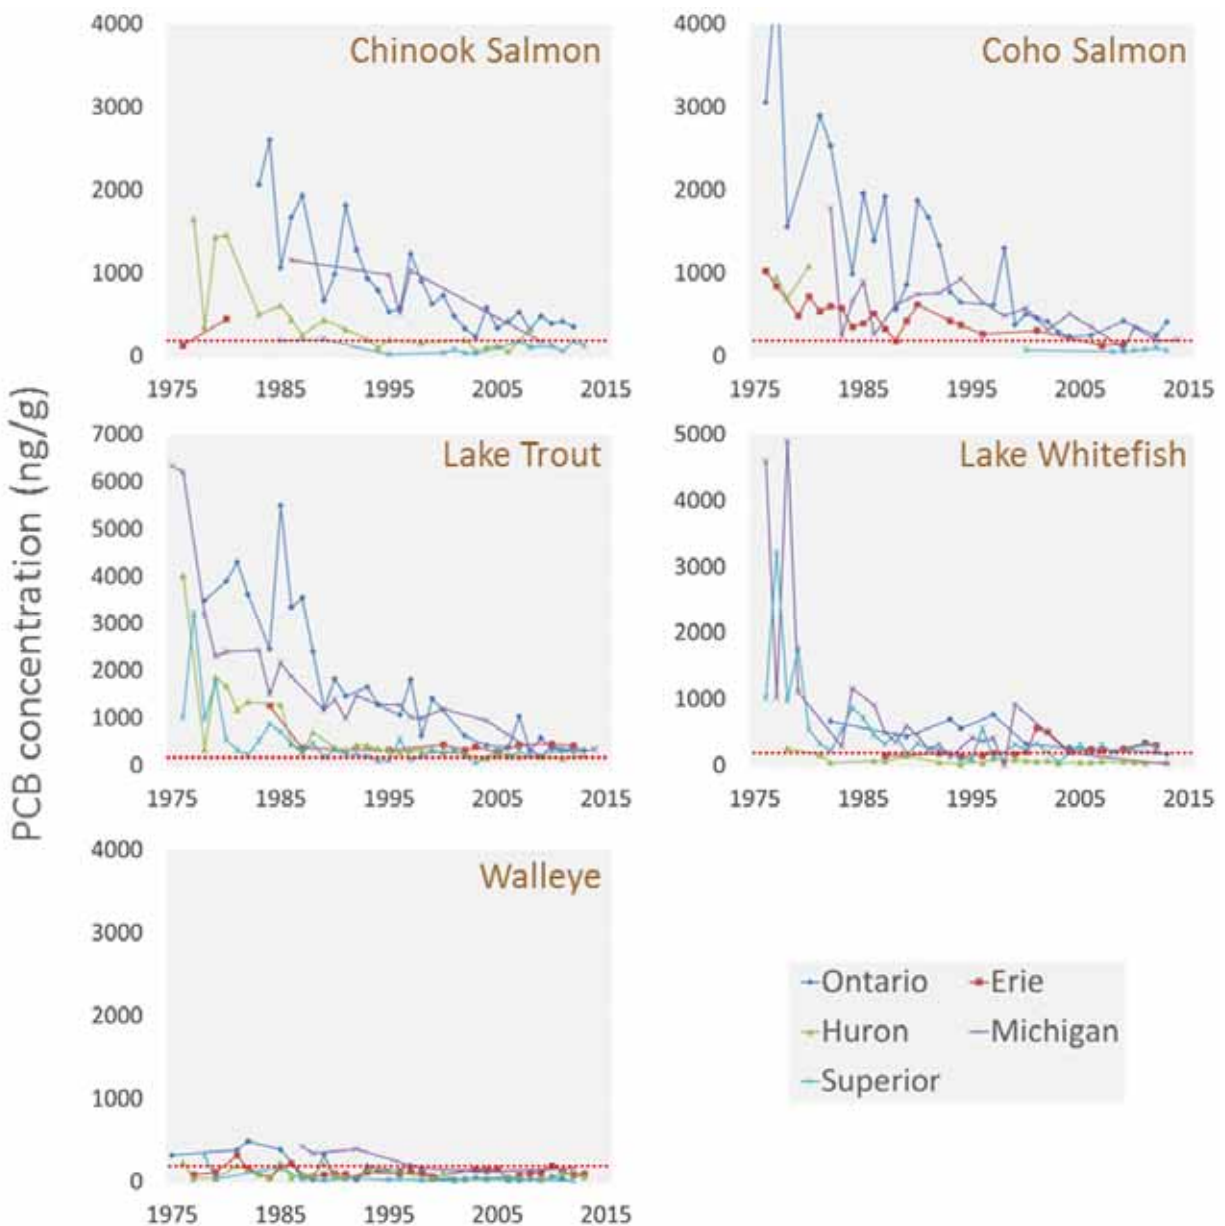 PCB concentration (ng/g)
Chinook Salmon
4000
3000
2000
1000
0
1975 1985 1995 2005 2015
Coho Salmon
4000
3000
2000
1000
0
1975 1985 1995 2005 2015
Lake Trout
7000
6000
5000
4000
3000
2000
1000
0
1975 1985 1995 2005 2015
Lake Whitefish
5000
4000
3000
2000
1000
0
1975 1985 1995 2005 2015
Walleye
4000
3000
2000
1000
0
1975 1985 1995 2005 2015
Ontario Erie
Huron Michigan
Superior